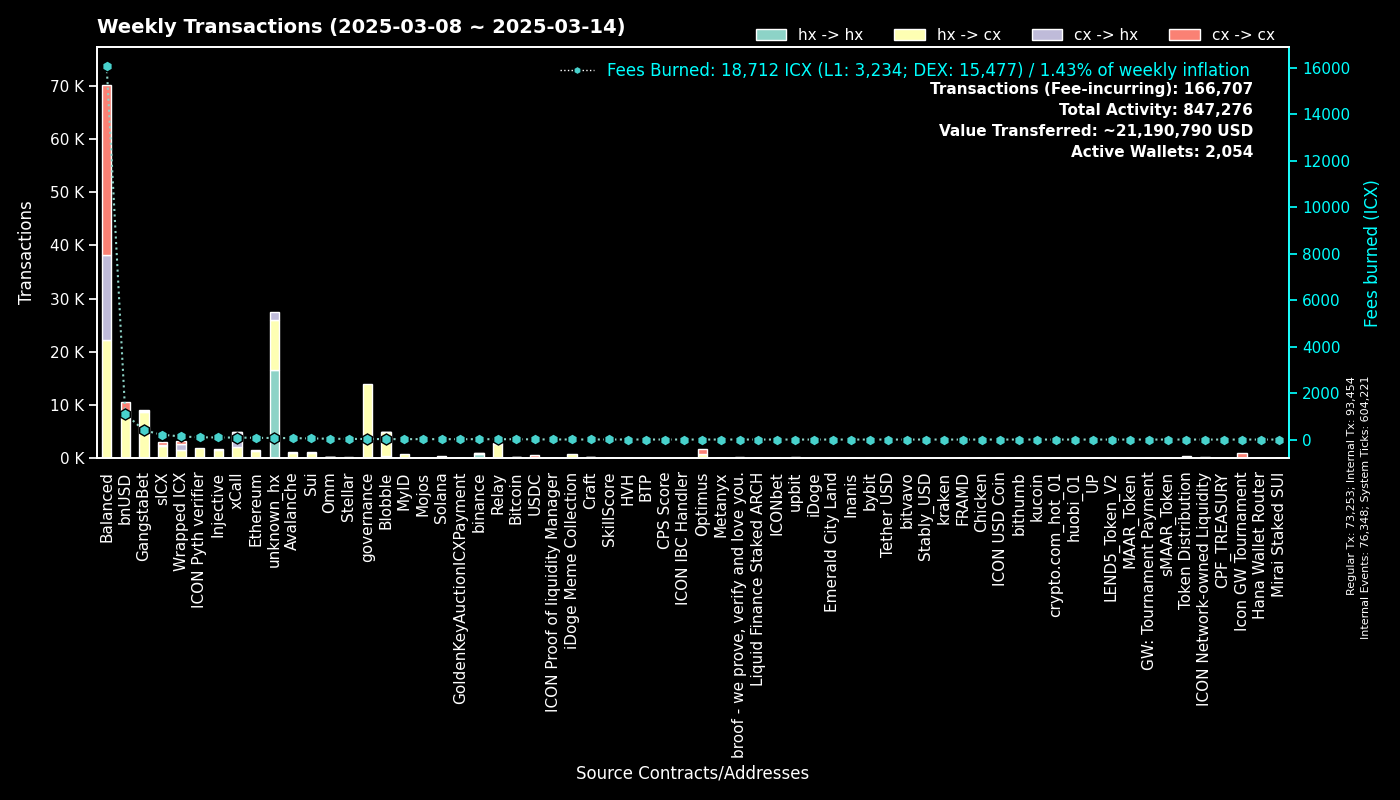 Weekly Transactions (2025-03-08 ~ 2025-03-14)
hx -> hx
hx -> cx
cx -> hx
cx -> cx
Fees Burned: 18,712 ICX (L1: 3,234; DEX: 15,477) / 1.43% of weekly inflation
Transactions (Fee-incurring): 166,707
Total Activity: 847,276
Value Transferred: ~21,190,790 USD
Active Wallets: 2,054
Transactions
70 K
60 K
50 K
40 K
30 K
20 K
10 K
0 K
16000
14000
12000
10000
8000
6000
4000
2000
0
Fees burned (ICX)
Regular Tx: 73,253; Internal Tx: 93,454
Internal Events: 76,348; System Ticks: 604,221
Balanced
bnUSD
GangstaBet
sICX
Wrapped ICX
ICON Pyth verifier
Injective
xCall
Ethereum
unknown_hx
Avalanche
Sui
Omm
Stellar
governance
Blobble
MyID
Mojos
Solana
GoldenKeyAuctionICXPayment
binance
Relay
Bitcoin
USDC
ICON Proof of liquidity Manager
iDoge Meme Collection
Craft
SkillScore
HVH
BTP
CPS Score
ICON IBC Handler
Optimus
Metanyx
broof - we prove, verify and love you.
Liquid Finance Staked ARCH
ICONbet
upbit
iDoge
Emerald City Land
Inanis
bybit
Tether USD
bitvavo
Stably_USD
kraken
FRAMD
Chicken
ICON USD Coin
bithumb
kucoin
crypto.com_hot_01
huobi_01
UP
LEND5_Token_V2
MAAR_Token
GW: Tournament Payment
sMAAR_Token
Token Distribution
ICON Network-owned Liquidity
CPF_TREASURY
Icon GW Tournament
Hana Wallet Router
Mirai Staked SUI
Source Contracts/Addresses